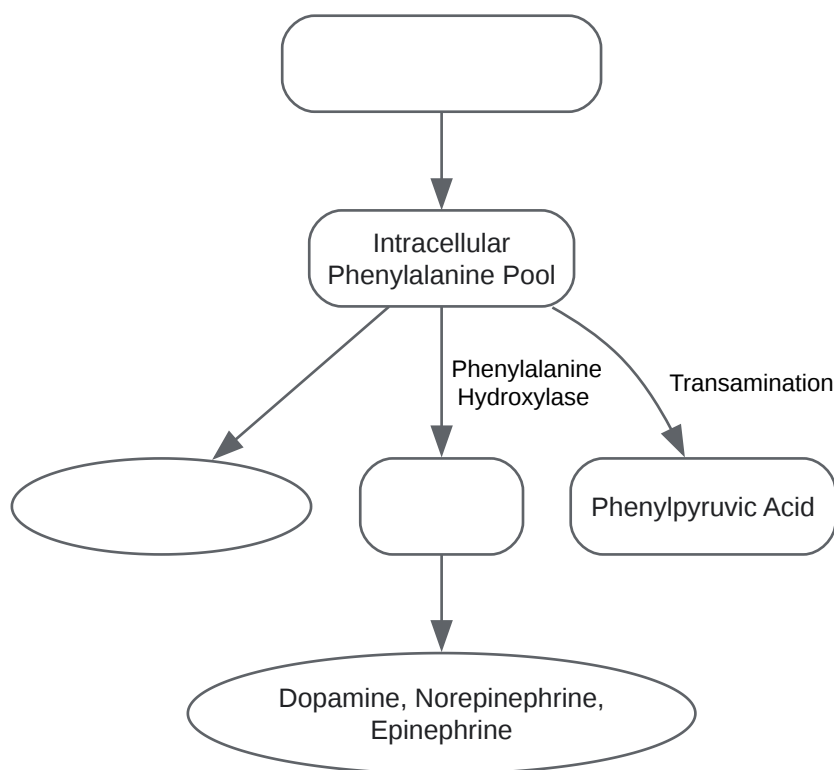 Intracellular
Phenylalanine Pool
Phenylalanine
Hydroxylase
Transamination
Phenylpyruvic Acid
Dopamine, Norepinephrine,
Epinephrine